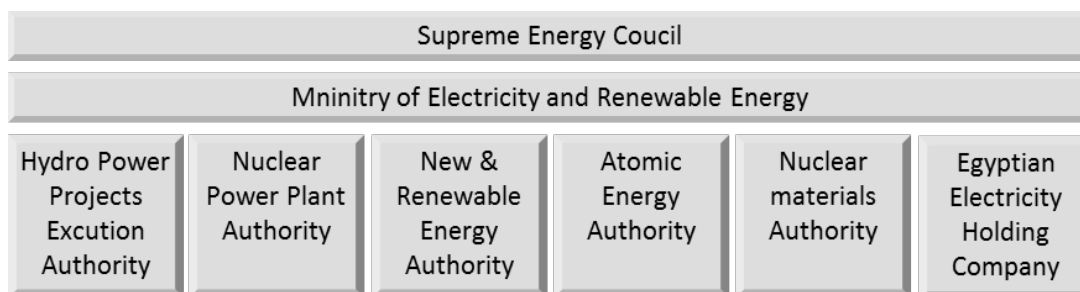 Supreme Energy Coucil
Mninitry of Electricity and Renewable Energy
Hydro Power
Projects
Excution
Authority
Nuclear
Power Plant
Authority
New &
Renewable
Energy
Authority
Atomic
Energy
Authority
Nuclear
materials
Authority
Egyptian
Electricity
Holding
Company